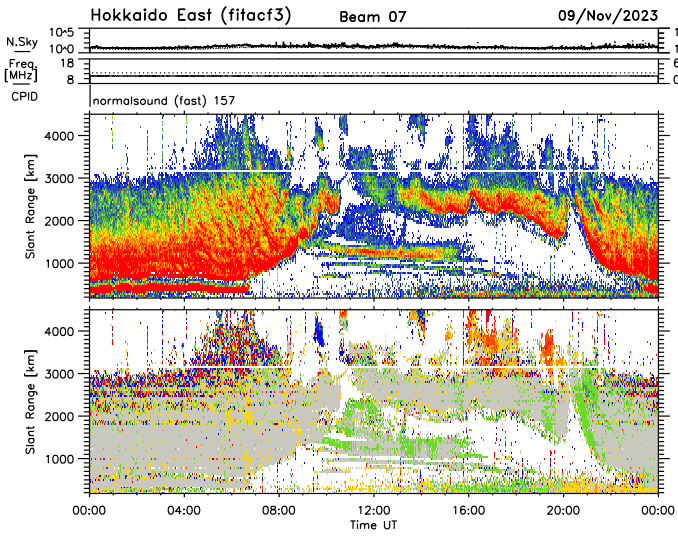 Hokkaido East (fitacf3) Beam 07 09/Nov/2023
N.Sky 10^5 10^0 1 1
Freq. [MHz] 18 8 6 0
CPID normalsound (fast) 157
Slant Range [km] 4000 3000 2000 1000
Slant Range [km] 4000 3000 2000 1000
00:00 04:00 08:00 12:00 16:00 20:00 00:00
Time UT